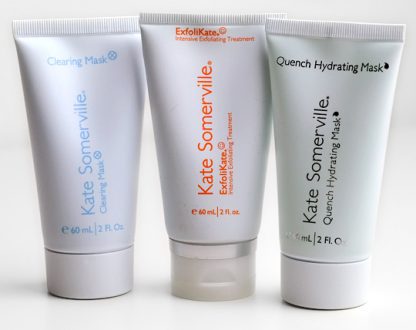 Clearing Mask
Kate Somerville®
Clearing Mask
e 60 mL | 2 Fl. Oz.
ExfoliKate®
Intensive Exfoliating Treatment
Kate Somerville®
ExfoliKate®
Intensive Exfoliating Treatment
e 60 mL | 2 fl. oz.
Quench Hydrating Mask
Kate Somerville®
Quench Hydrating Mask
mL | 2 Fl. Oz.